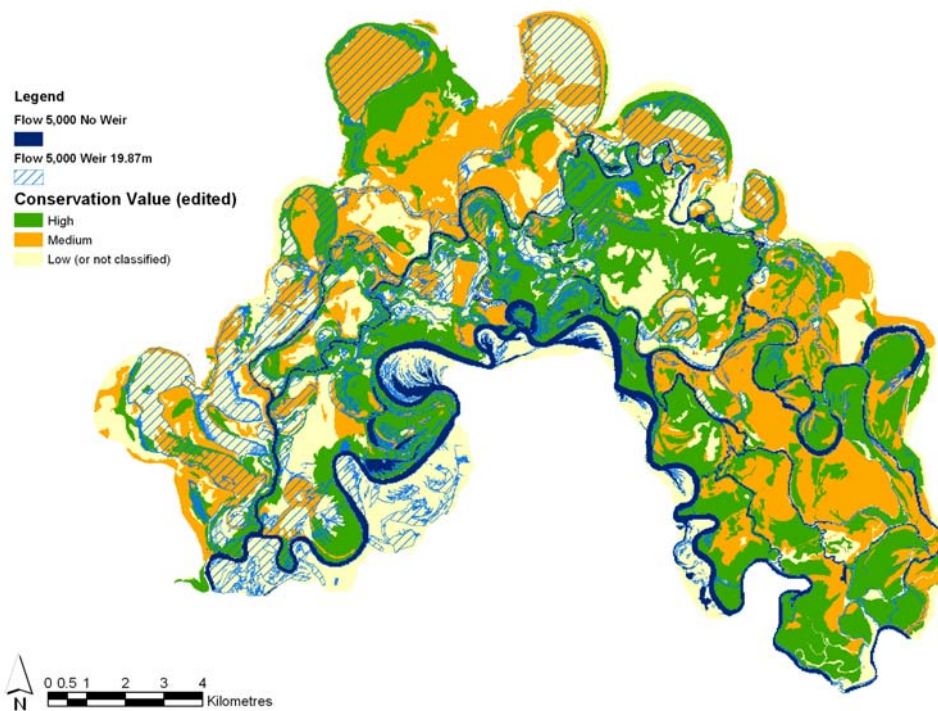 Legend
Flow 5,000 No Weir
Flow 5,000 Weir 19.87m
Conservation Value (edited)
High
Medium
Low (or not classified)
N
0 0.5 1 2 3 4
Kilometres